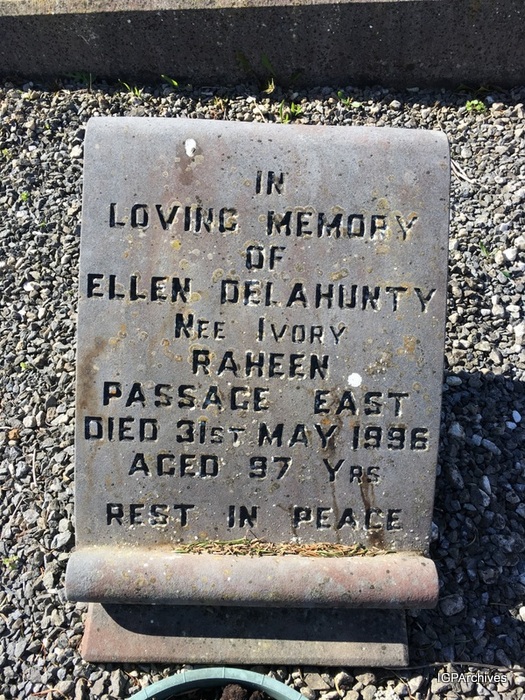 IN
LOVING MEMORY
OF
ELLEN DELAHUNTY
NEE IVORY
RAHEEN
PASSAGE EAST
DIED 31ST MAY 1996
AGED 97 YRS
REST IN PEACE
IGPArchives